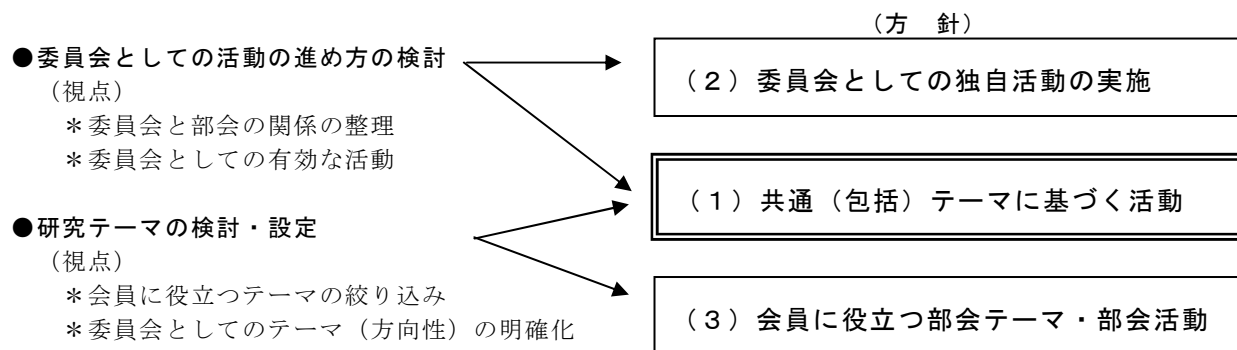 （方　針）
●委員会としての活動の進め方の検討
（視点）
＊委員会と部会の関係の整理
＊委員会としての有効な活動
●研究テーマの検討・設定
（視点）
＊会員に役立つテーマの絞り込み
＊委員会としてのテーマ（方向性）の明確化
（２）委員会としての独自活動の実施
（１）共通（包括）テーマに基づく活動
（３）会員に役立つ部会テーマ・部会活動